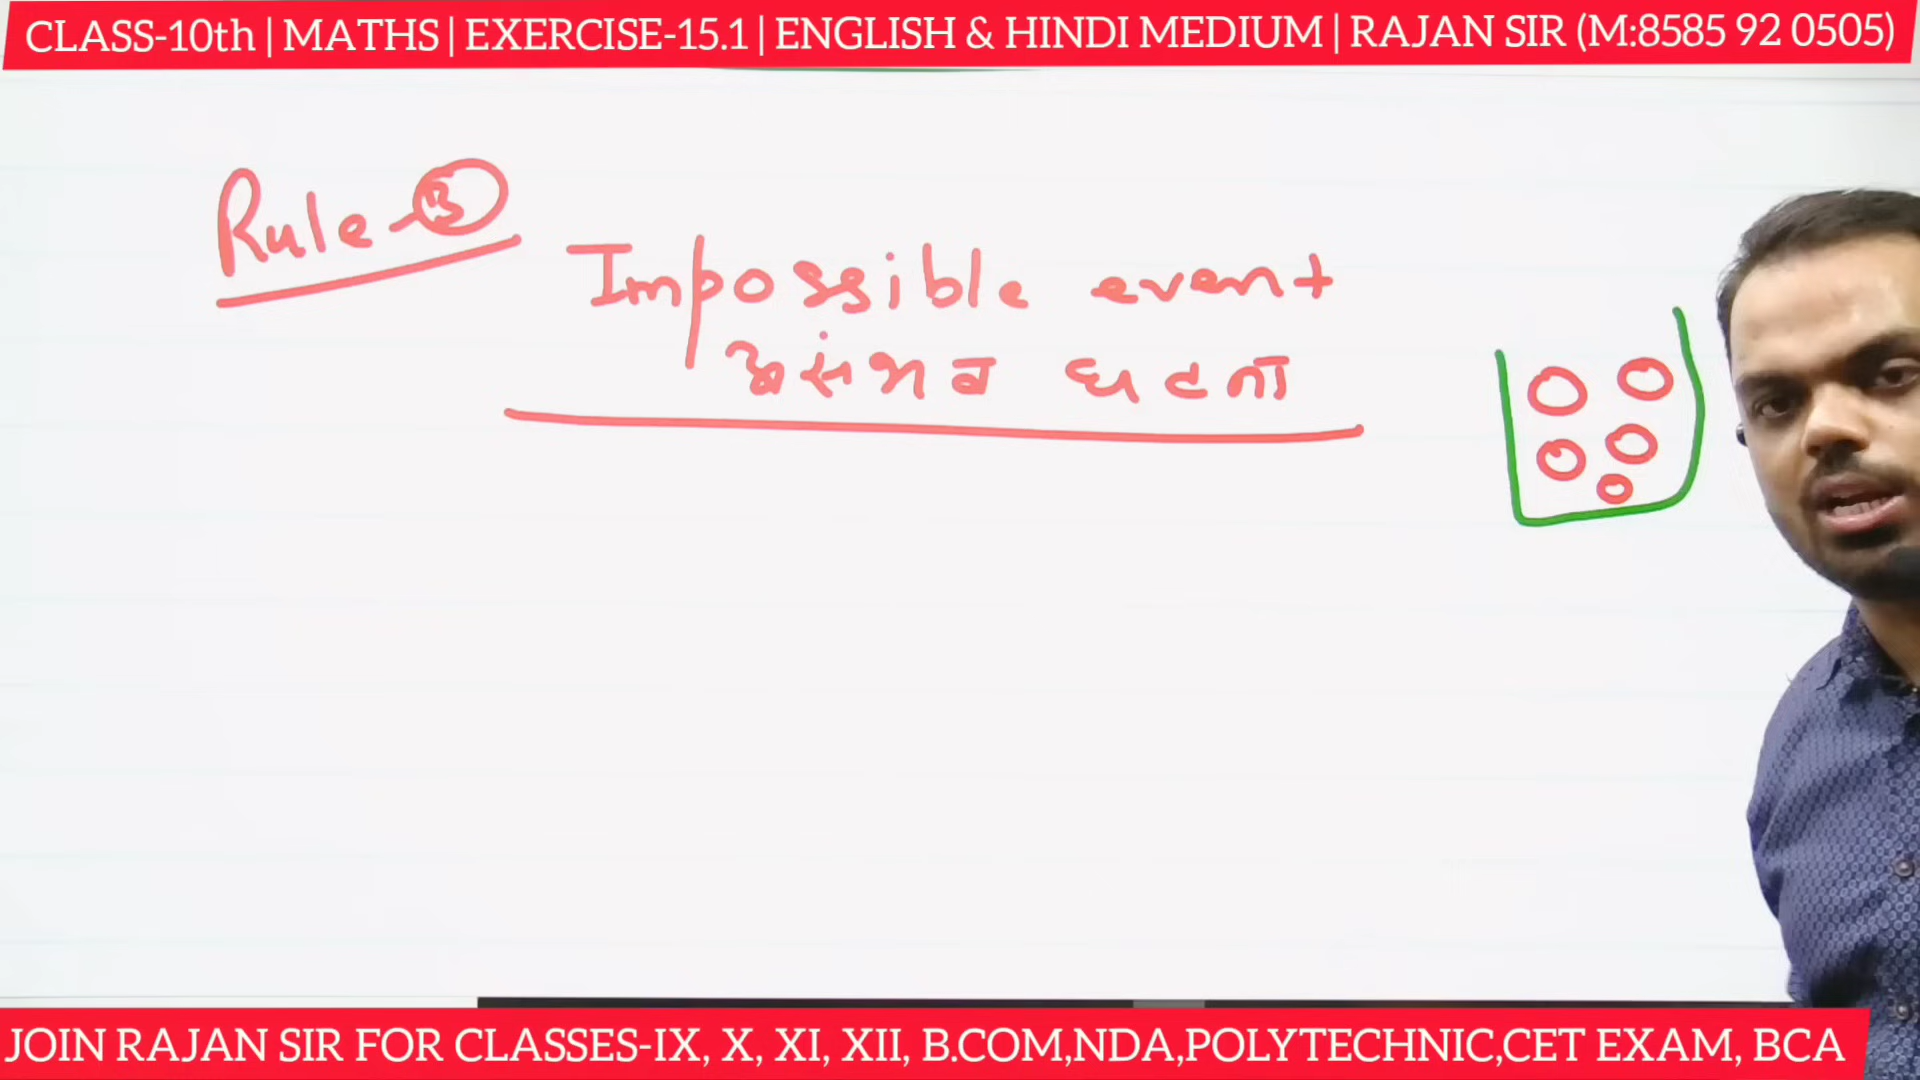 CLASS-10th | MATHS | EXERCISE-15.1 | ENGLISH & HINDI MEDIUM | RAJAN SIR (M:8585 92 0505)
Rule-3
Impossible event
असंभव घटना
JOIN RAJAN SIR FOR CLASSES-IX, X, XI, XII, B.COM,NDA,POLYTECHNIC,CET EXAM, BCA